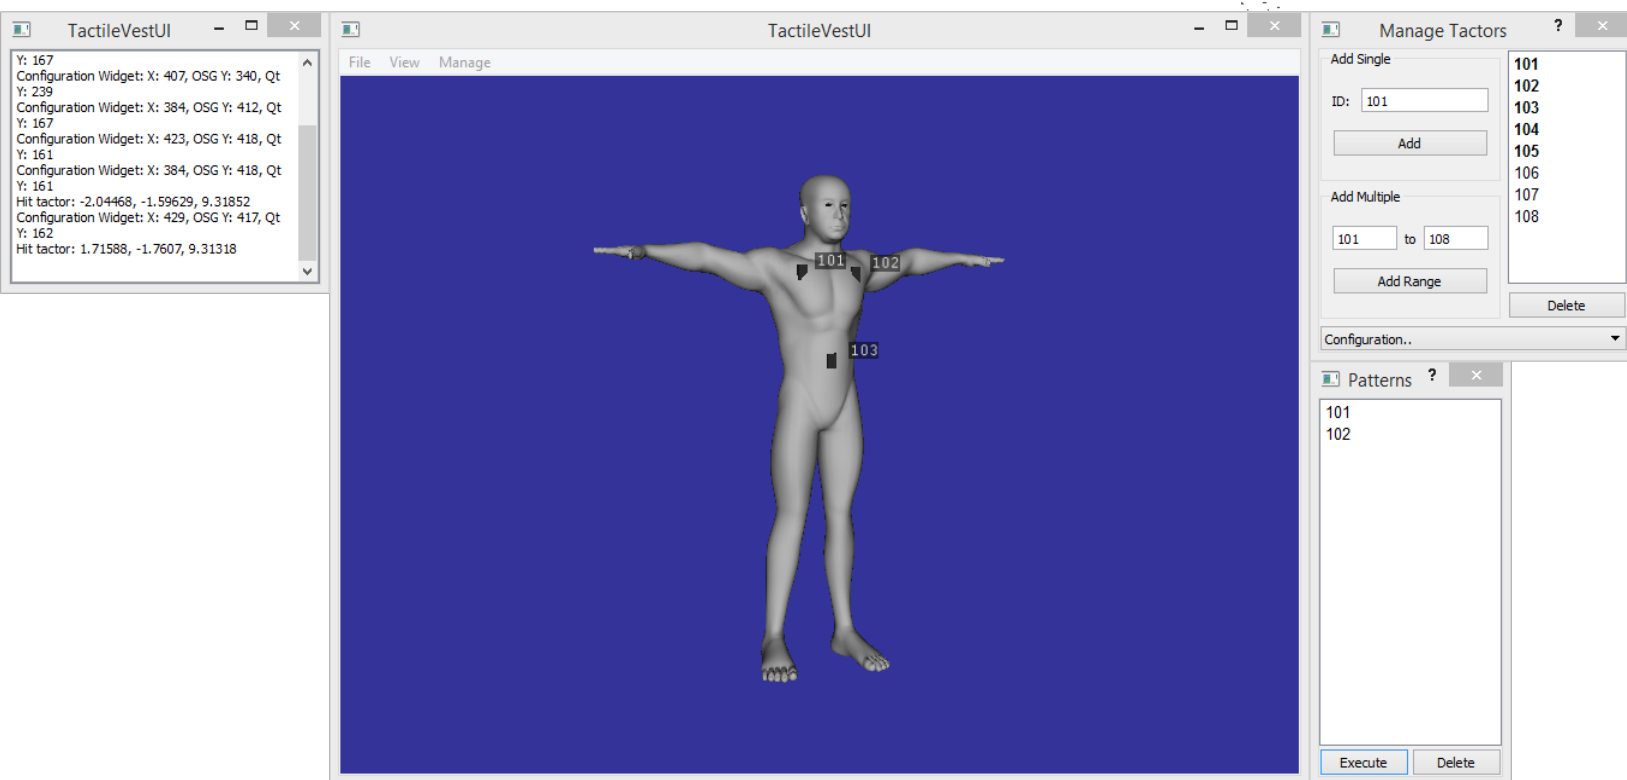 TactileVestUI
Y: 167
Configuration Widget: X: 407, OSG Y: 340, Qt
Y: 239
Configuration Widget: X: 384, OSG Y: 412, Qt
Y: 167
Configuration Widget: X: 423, OSG Y: 418, Qt
Y: 161
Configuration Widget: X: 384, OSG Y: 418, Qt
Y: 161
Hit tactor: -2.04468, -1.59629, 9.31852
Configuration Widget: X: 429, OSG Y: 417, Qt
Y: 162
Hit tactor: 1.71588, -1.7607, 9.31318
TactileVestUI
File View Manage
101 102
103
Manage Tactors ?
Add Single
ID: 101
Add
Add Multiple
101 to 108
Add Range
101
102
103
104
105
106
107
108
Delete
Configuration..
Patterns ?
101
102
Execute Delete